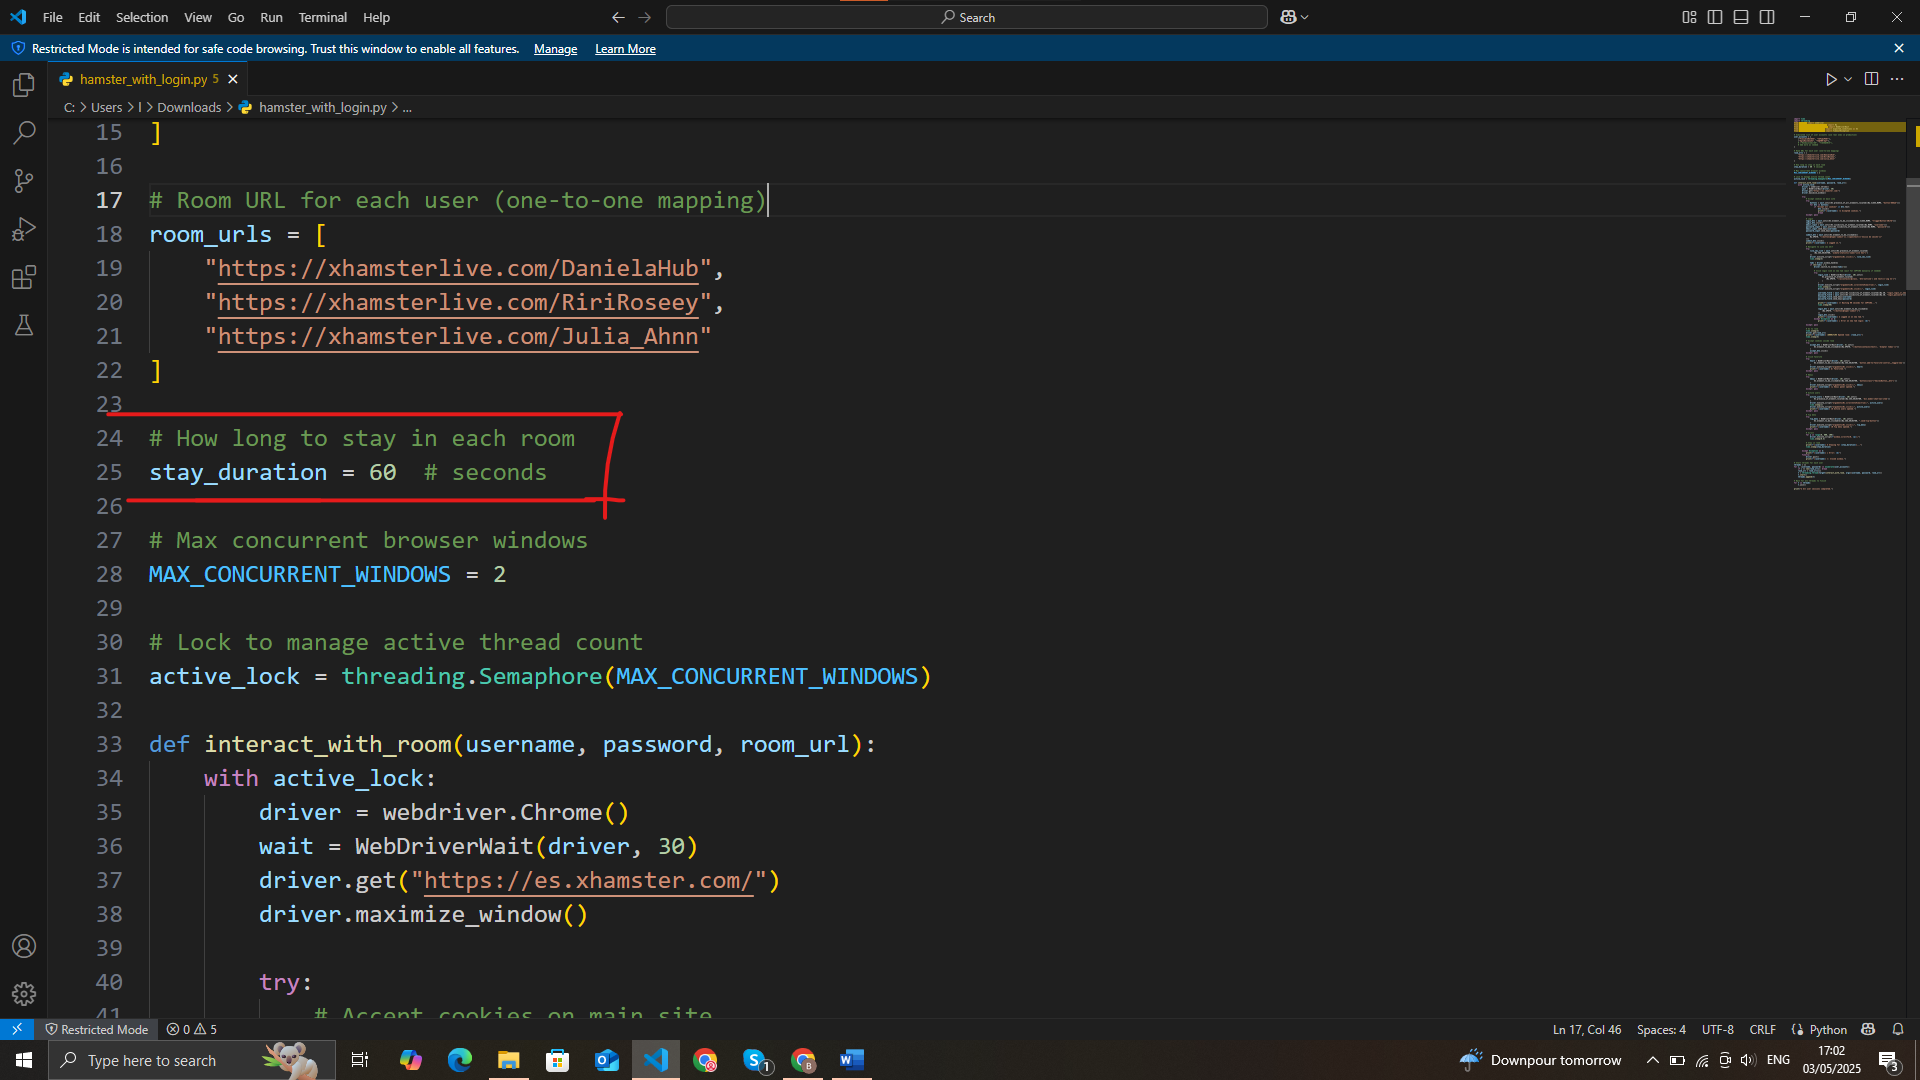 File Edit Selection View Go Run Terminal Help
Search
Restricted Mode is intended for safe code browsing. Trust this window to enable all features. Manage Learn More
hamster_with_login.py 5
C: > Users > I > Downloads > hamster_with_login.py > ...
15 ]
16
17 # Room URL for each user (one-to-one mapping)
18 room_urls = [
19 "https://xhamsterlive.com/DanielaHub",
20 "https://xhamsterlive.com/RiriRoseey",
21 "https://xhamsterlive.com/Julia_Ahnn"
22 ]
23
24 # How long to stay in each room
25 stay_duration = 60 # seconds
26
27 # Max concurrent browser windows
28 MAX_CONCURRENT_WINDOWS = 2
29
30 # Lock to manage active thread count
31 active_lock = threading.Semaphore(MAX_CONCURRENT_WINDOWS)
32
33 def interact_with_room(username, password, room_url):
34 with active_lock:
35 driver = webdriver.Chrome()
36 wait = WebDriverWait(driver, 30)
37 driver.get("https://es.xhamster.com/")
38 driver.maximize_window()
39
40 try:
41 # Accept cookies on main site
Restricted Mode 0 5 Ln 17, Col 46 Spaces: 4 UTF-8 CRLF Python
Type here to search
Downpour tomorrow ENG
17:02
03/05/2025
3